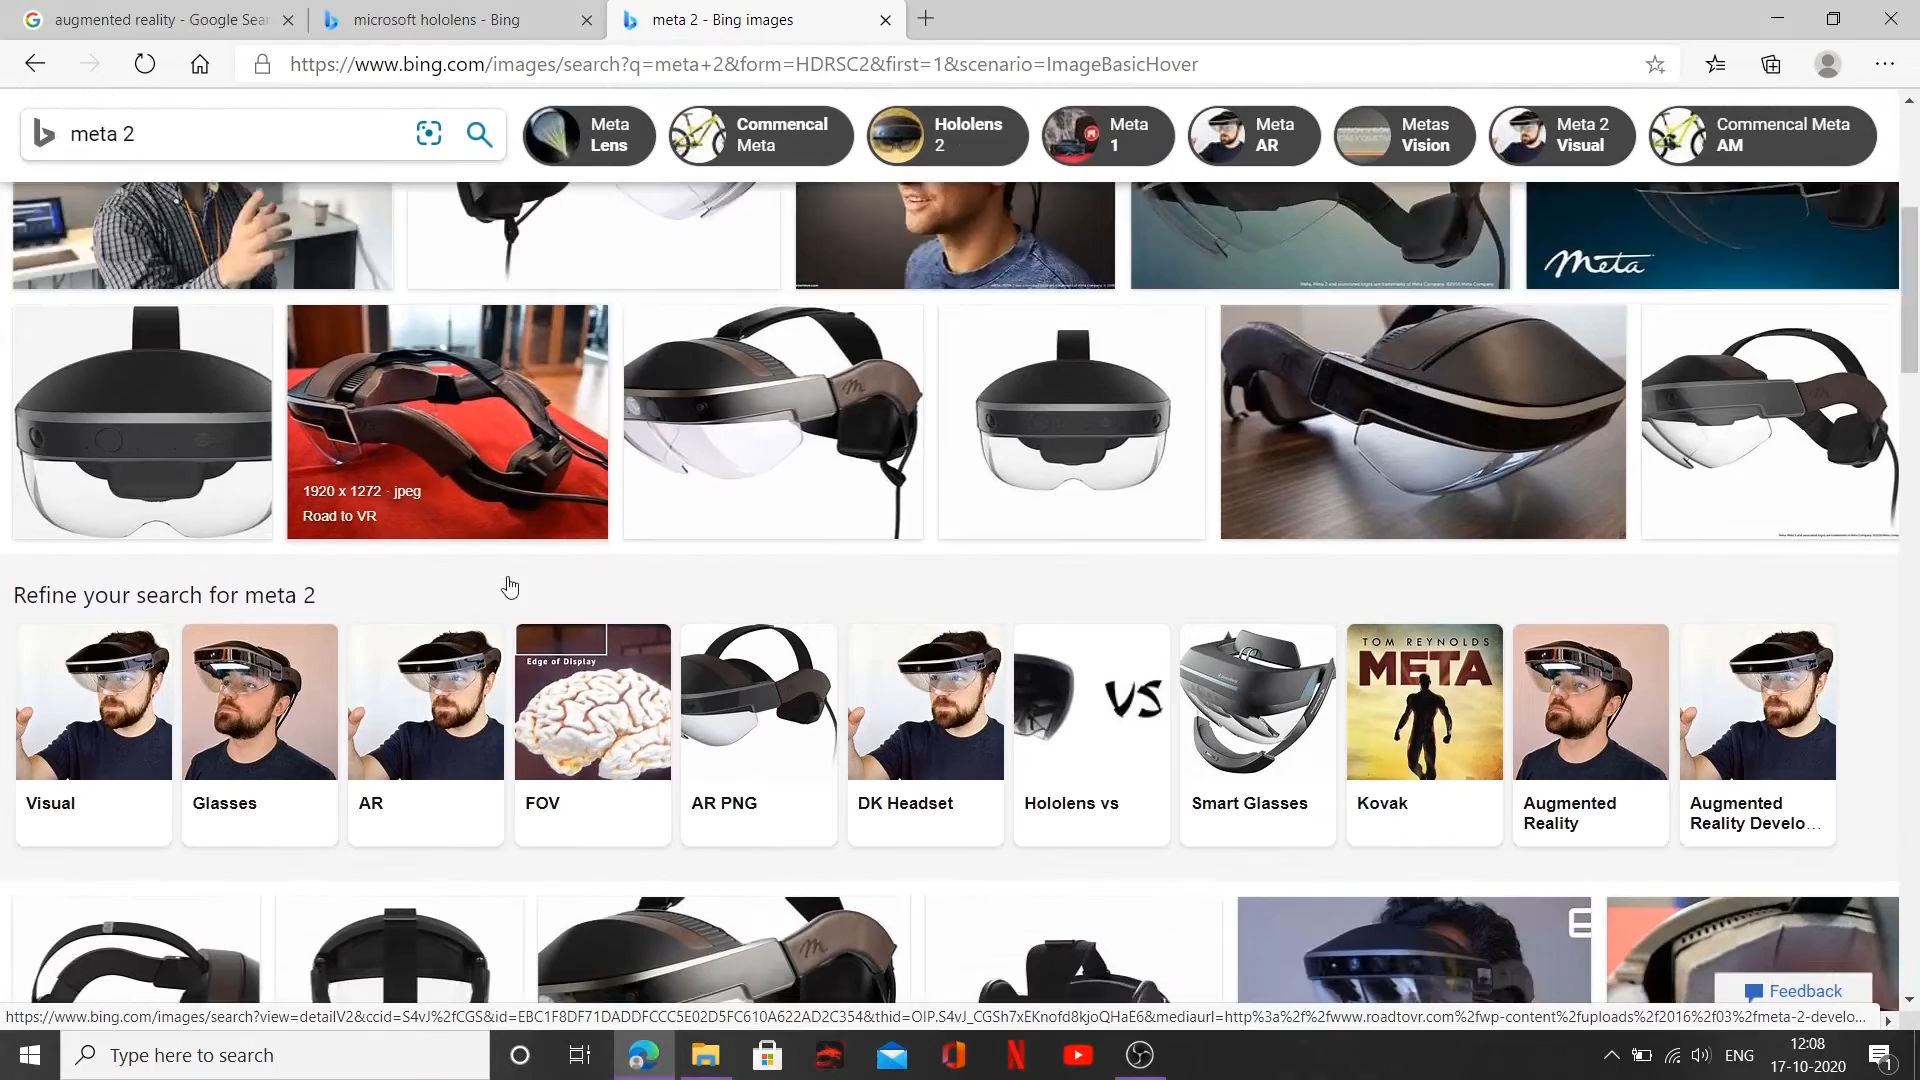 augmented reality - Google Sea
microsoft hololens - Bing
meta 2 - Bing images
https://www.bing.com/images/search?q=meta+2&form=HDRSC2&first=1&scenario=ImageBasicHover
meta 2
Meta
Lens
Commencal
Meta
Hololens
2
Meta
1
Meta
AR
Metas
Vision
Meta 2
Visual
Commencal Meta
AM
Meta
1920 x 1272 · jpeg
Road to VR
Refine your search for meta 2
Edge of Display
VS
TOM REYNOLDS
META
Visual
Glasses
AR
FOV
AR PNG
DK Headset
Hololens vs
Smart Glasses
Kovak
Augmented
Reality
Augmented
Reality Develo...
Feedback
https://www.bing.com/images/search?view=detailV2&ccid=S4vJ%2fCGS&id=EBC1F8DF71DADDFCCC5E02D5FC610A622AD2C354&thid=OIP.S4vJ_CGSh7xEKnofd8kjoQHaE6&mediaurl=http%3a%2f%2fwww.roadtovr.com%2fwp-content%2fuploads%2f2016%2f03%2fmeta-2-develo...
Type here to search
ENG
12:08
17-10-2020
1